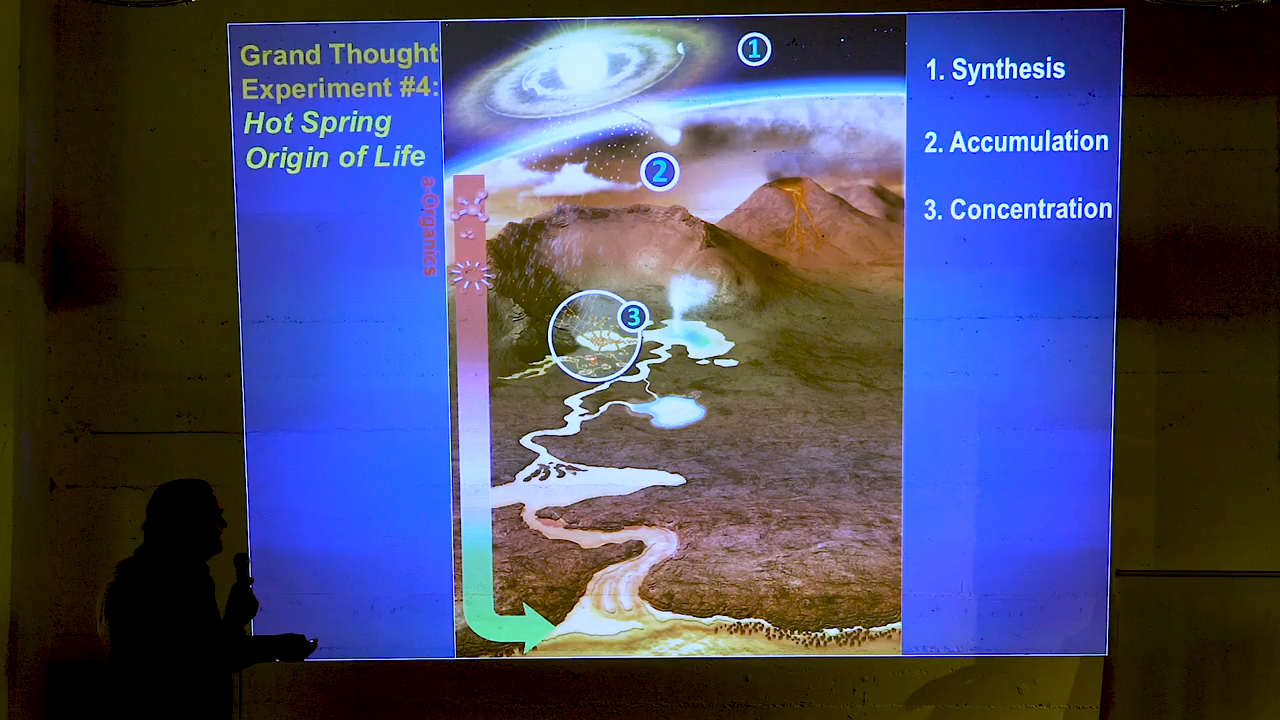 Grand Thought
Experiment #4:
Hot Spring
Origin of Life
a-Organics
1
2
3
1. Synthesis
2. Accumulation
3. Concentration